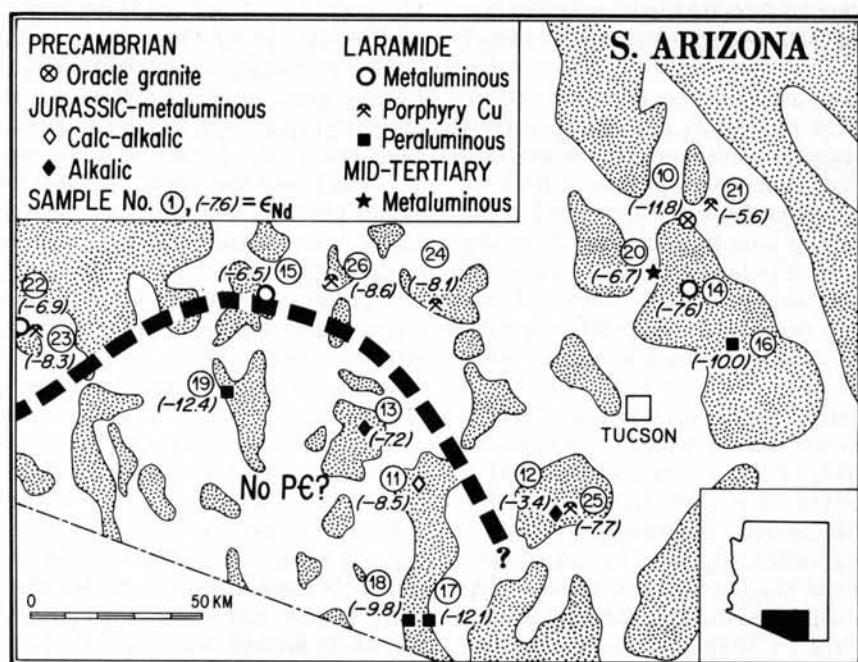 S. ARIZONA
PRECAMBRIAN
⊗ Oracle granite
JURASSIC-metaluminous
◇ Calc-alkalic
◆ Alkalic
SAMPLE No. ①, (-7.6) = εNd
LARAMIDE
○ Metaluminous
Porphyry Cu
■ Peraluminous
MID-TERTIARY
★ Metaluminous
10
(-11.8)
21
(-5.6)
20
(-6.7)
14
(-7.6)
16
(-10.0)
TUCSON
22
(-6.9)
23
(-8.3)
15
(-6.5)
26
(-8.6)
24
(-8.1)
19
(-12.4)
13
(-7.2)
No P€?
11
(-8.5)
12
(-3.4)
25
(-7.7)
?
18
(-9.8)
17
(-12.1)
0 50 KM